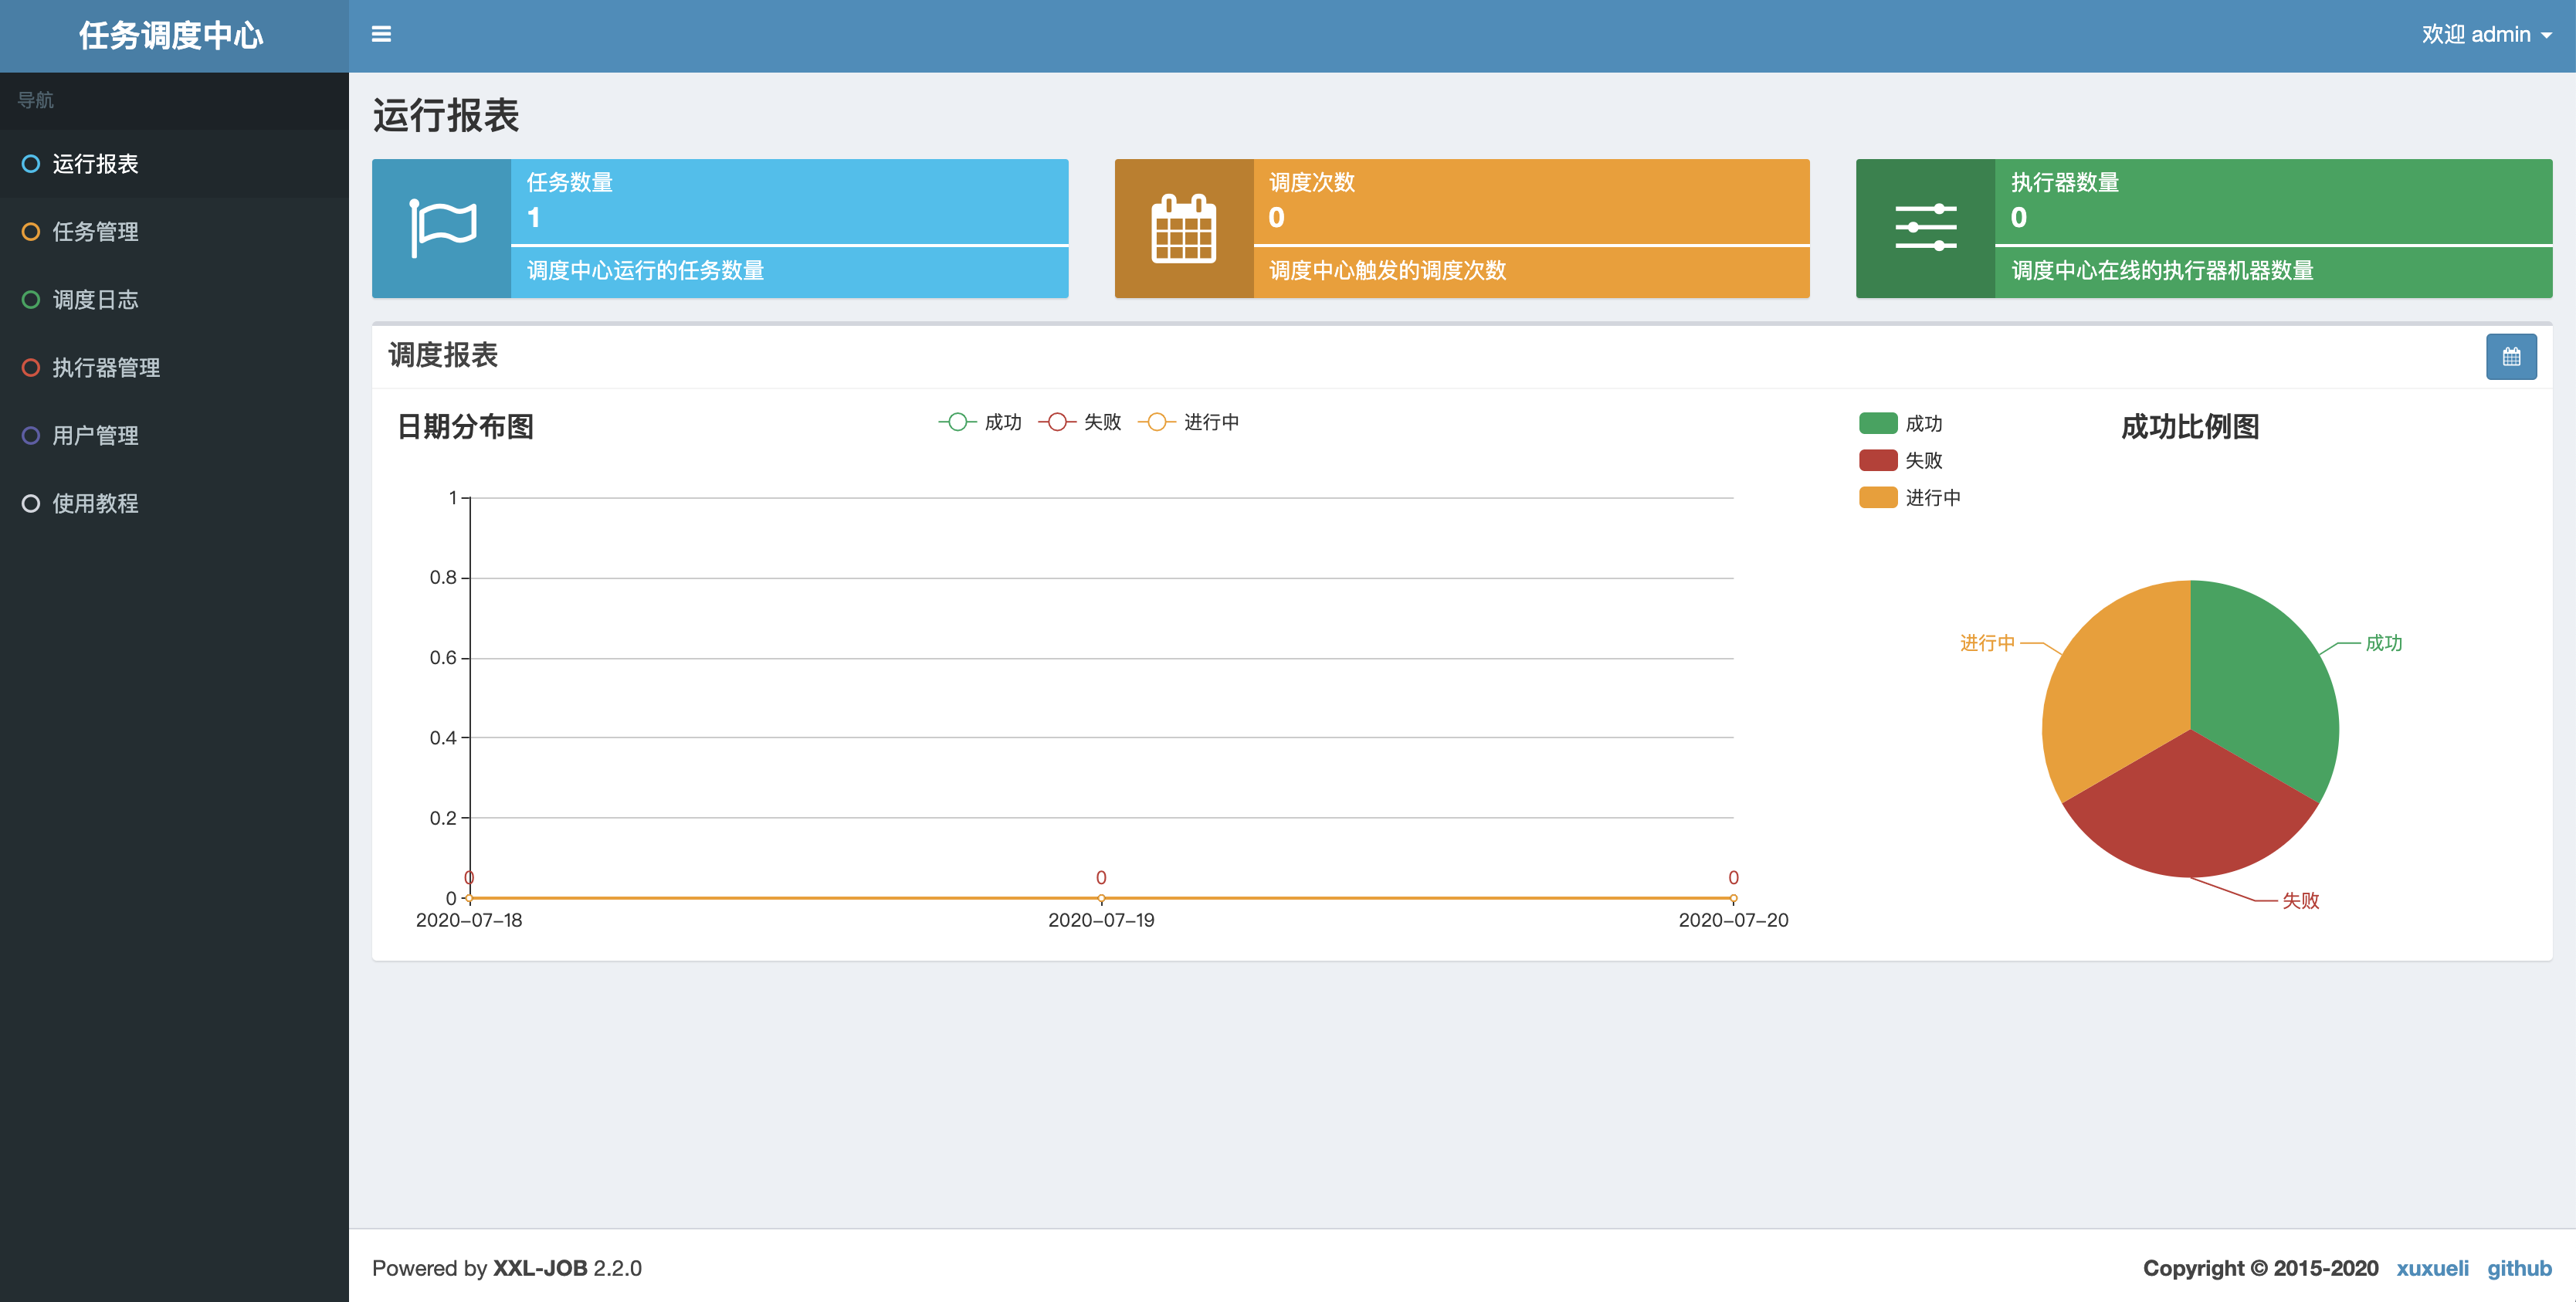 任务调度中心
欢迎 admin
导航
运行报表
任务管理
调度日志
执行器管理
用户管理
使用教程
运行报表
任务数量
1
调度中心运行的任务数量
调度次数
0
调度中心触发的调度次数
执行器数量
0
调度中心在线的执行器机器数量
调度报表
日期分布图
成功 失败 进行中
1
0.8
0.6
0.4
0.2
0
0 0 0
2020-07-18 2020-07-19 2020-07-20
成功
失败
进行中
成功比例图
进行中
成功
失败
Powered by XXL-JOB 2.2.0
Copyright © 2015-2020 xuxueli github